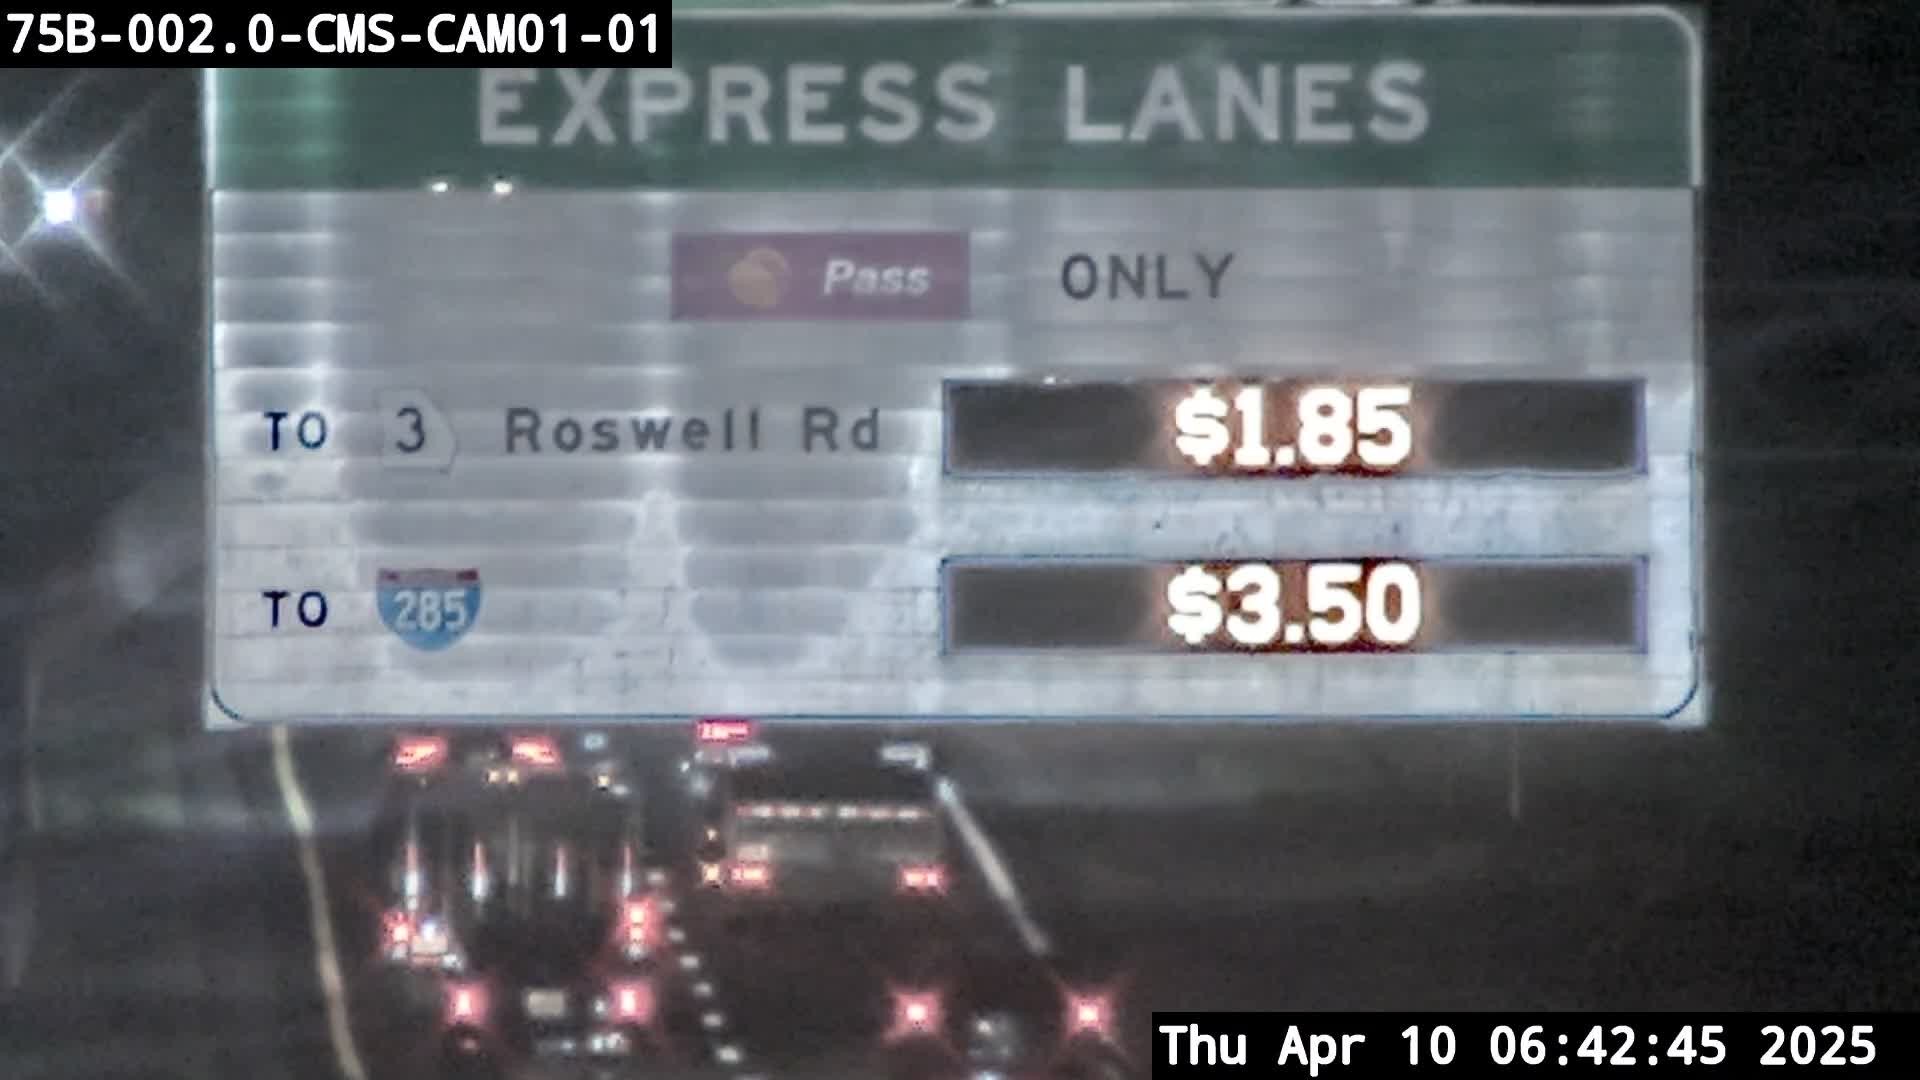 75B-002.0-CMS-CAM01-01
EXPRESS LANES
Pass ONLY
TO 3 Roswell Rd $1.85
TO 285 $3.50
Thu Apr 10 06:42:45 2025